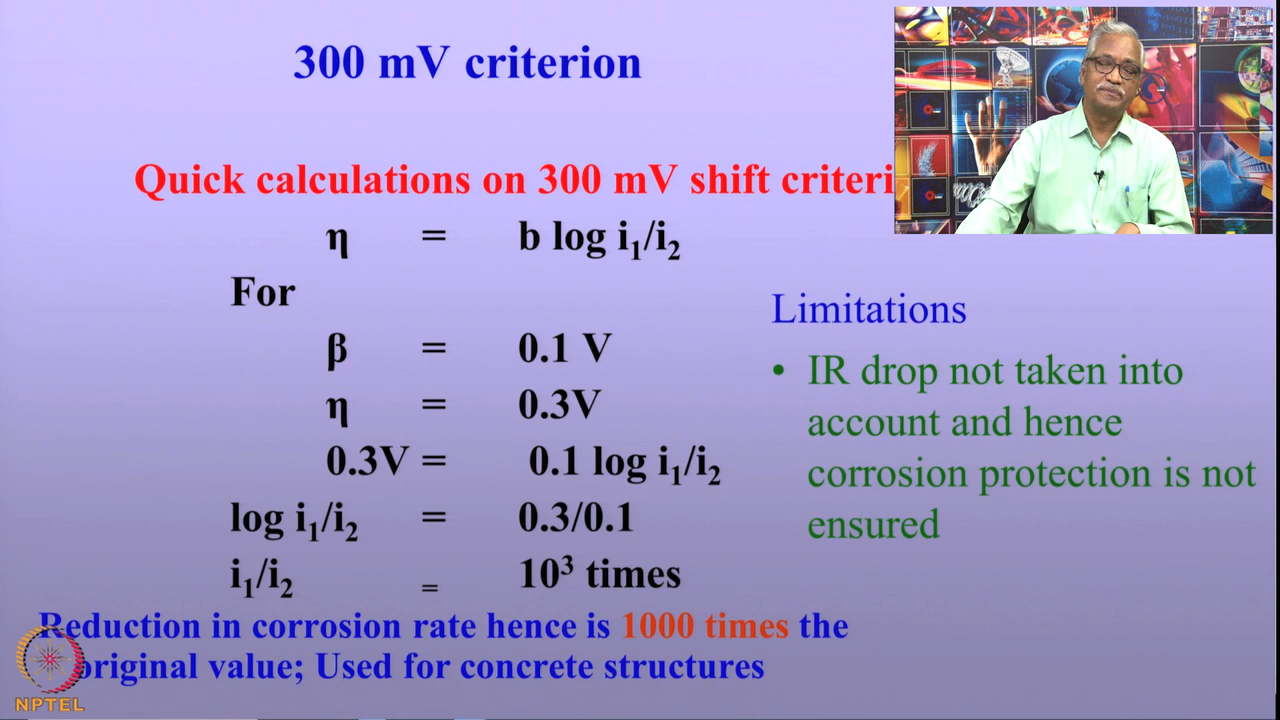 300 mV criterion
Quick calculations on 300 mV shift criteri
η = b log i₁/i₂
For
β = 0.1 V
η = 0.3V
0.3V = 0.1 log i₁/i₂
log i₁/i₂ = 0.3/0.1
i₁/i₂ = 10³ times
Reduction in corrosion rate hence is 1000 times the
original value; Used for concrete structures
Limitations
• IR drop not taken into
account and hence
corrosion protection is not
ensured
NPTEL